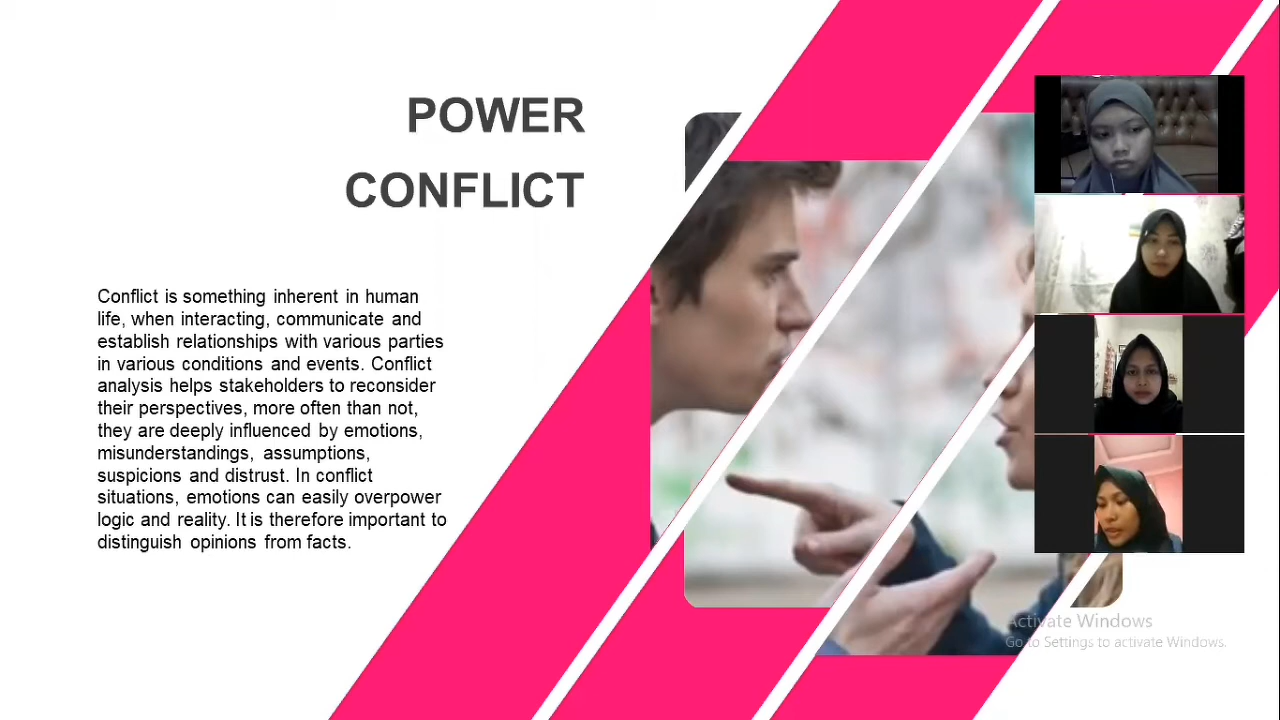 POWER
CONFLICT
Conflict is something inherent in human
life, when interacting, communicate and
establish relationships with various parties
in various conditions and events. Conflict
analysis helps stakeholders to reconsider
their perspectives, more often than not,
they are deeply influenced by emotions,
misunderstandings, assumptions,
suspicions and distrust. In conflict
situations, emotions can easily overpower
logic and reality. It is therefore important to
distinguish opinions from facts.
Activate Windows
Go to Settings to activate Windows.